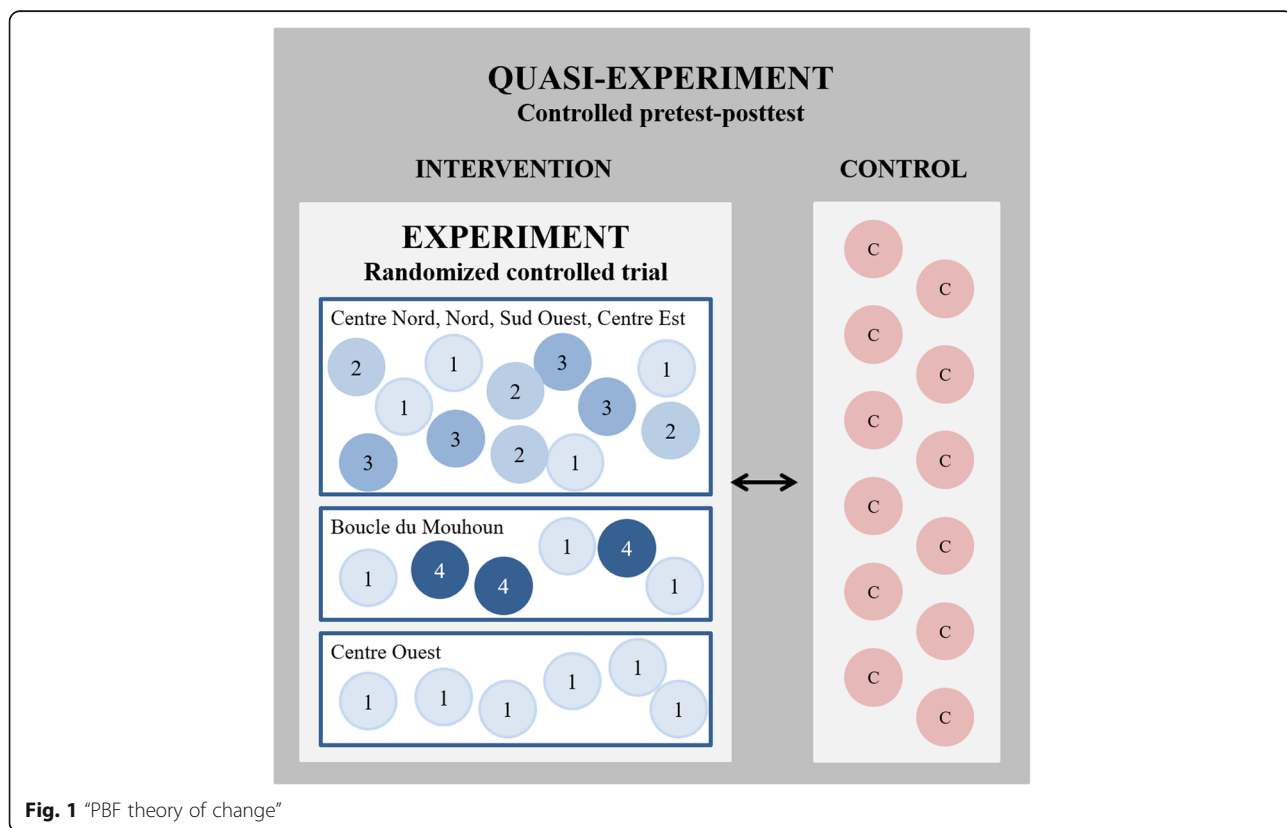 QUASI-EXPERIMENT
Controlled pretest-posttest
INTERVENTION
CONTROL
EXPERIMENT
Randomized controlled trial
Centre Nord, Nord, Sud Ouest, Centre Est
2 1 2 3 1
1 3 3 2
3 2 1
Boucle du Mouhoun
1 4 4 1 4 1
Centre Ouest
1 1 1 1 1 1
C
C
C
C
C
C
C
C
C
C
C
C
Fig. 1 “PBF theory of change”